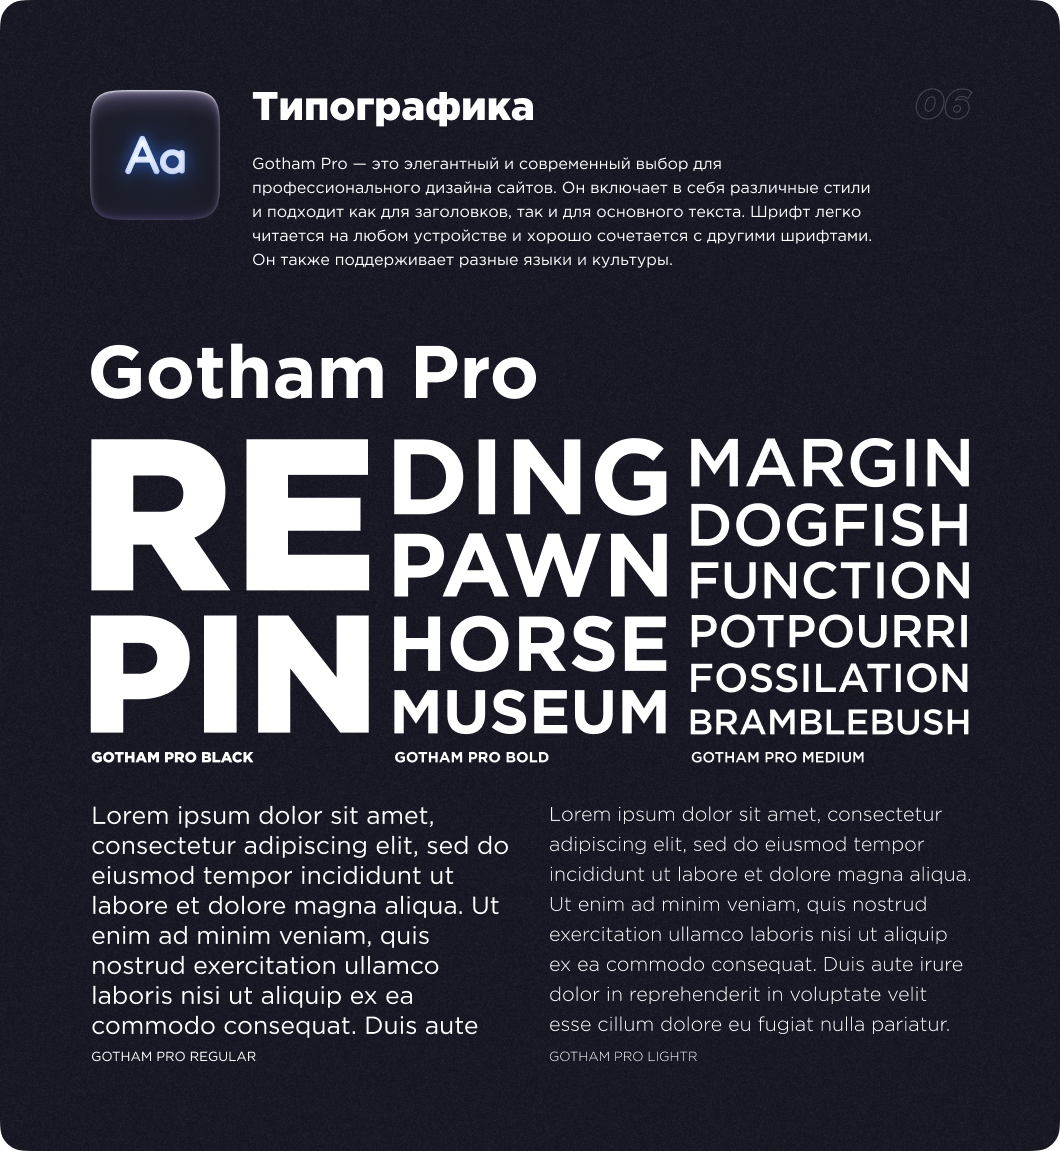 Aa
Типографика
06
Gotham Pro — это элегантный и современный выбор для
профессионального дизайна сайтов. Он включает в себя различные стили
и подходит как для заголовков, так и для основного текста. Шрифт легко
читается на любом устройстве и хорошо сочетается с другими шрифтами.
Он также поддерживает разные языки и культуры.
Gotham Pro
RE
PIN
GOTHAM PRO BLACK
DING
PAWN
HORSE
MUSEUM
GOTHAM PRO BOLD
MARGIN
DOGFISH
FUNCTION
POTPOURRI
FOSSILATION
BRAMBLEBUSH
GOTHAM PRO MEDIUM
Lorem ipsum dolor sit amet,
consectetur adipiscing elit, sed do
eiusmod tempor incididunt ut
labore et dolore magna aliqua. Ut
enim ad minim veniam, quis
nostrud exercitation ullamco
laboris nisi ut aliquip ex ea
commodo consequat. Duis aute
GOTHAM PRO REGULAR
Lorem ipsum dolor sit amet, consectetur
adipiscing elit, sed do eiusmod tempor
incididunt ut labore et dolore magna aliqua.
Ut enim ad minim veniam, quis nostrud
exercitation ullamco laboris nisi ut aliquip
ex ea commodo consequat. Duis aute irure
dolor in reprehenderit in voluptate velit
esse cillum dolore eu fugiat nulla pariatur.
GOTHAM PRO LIGHTR